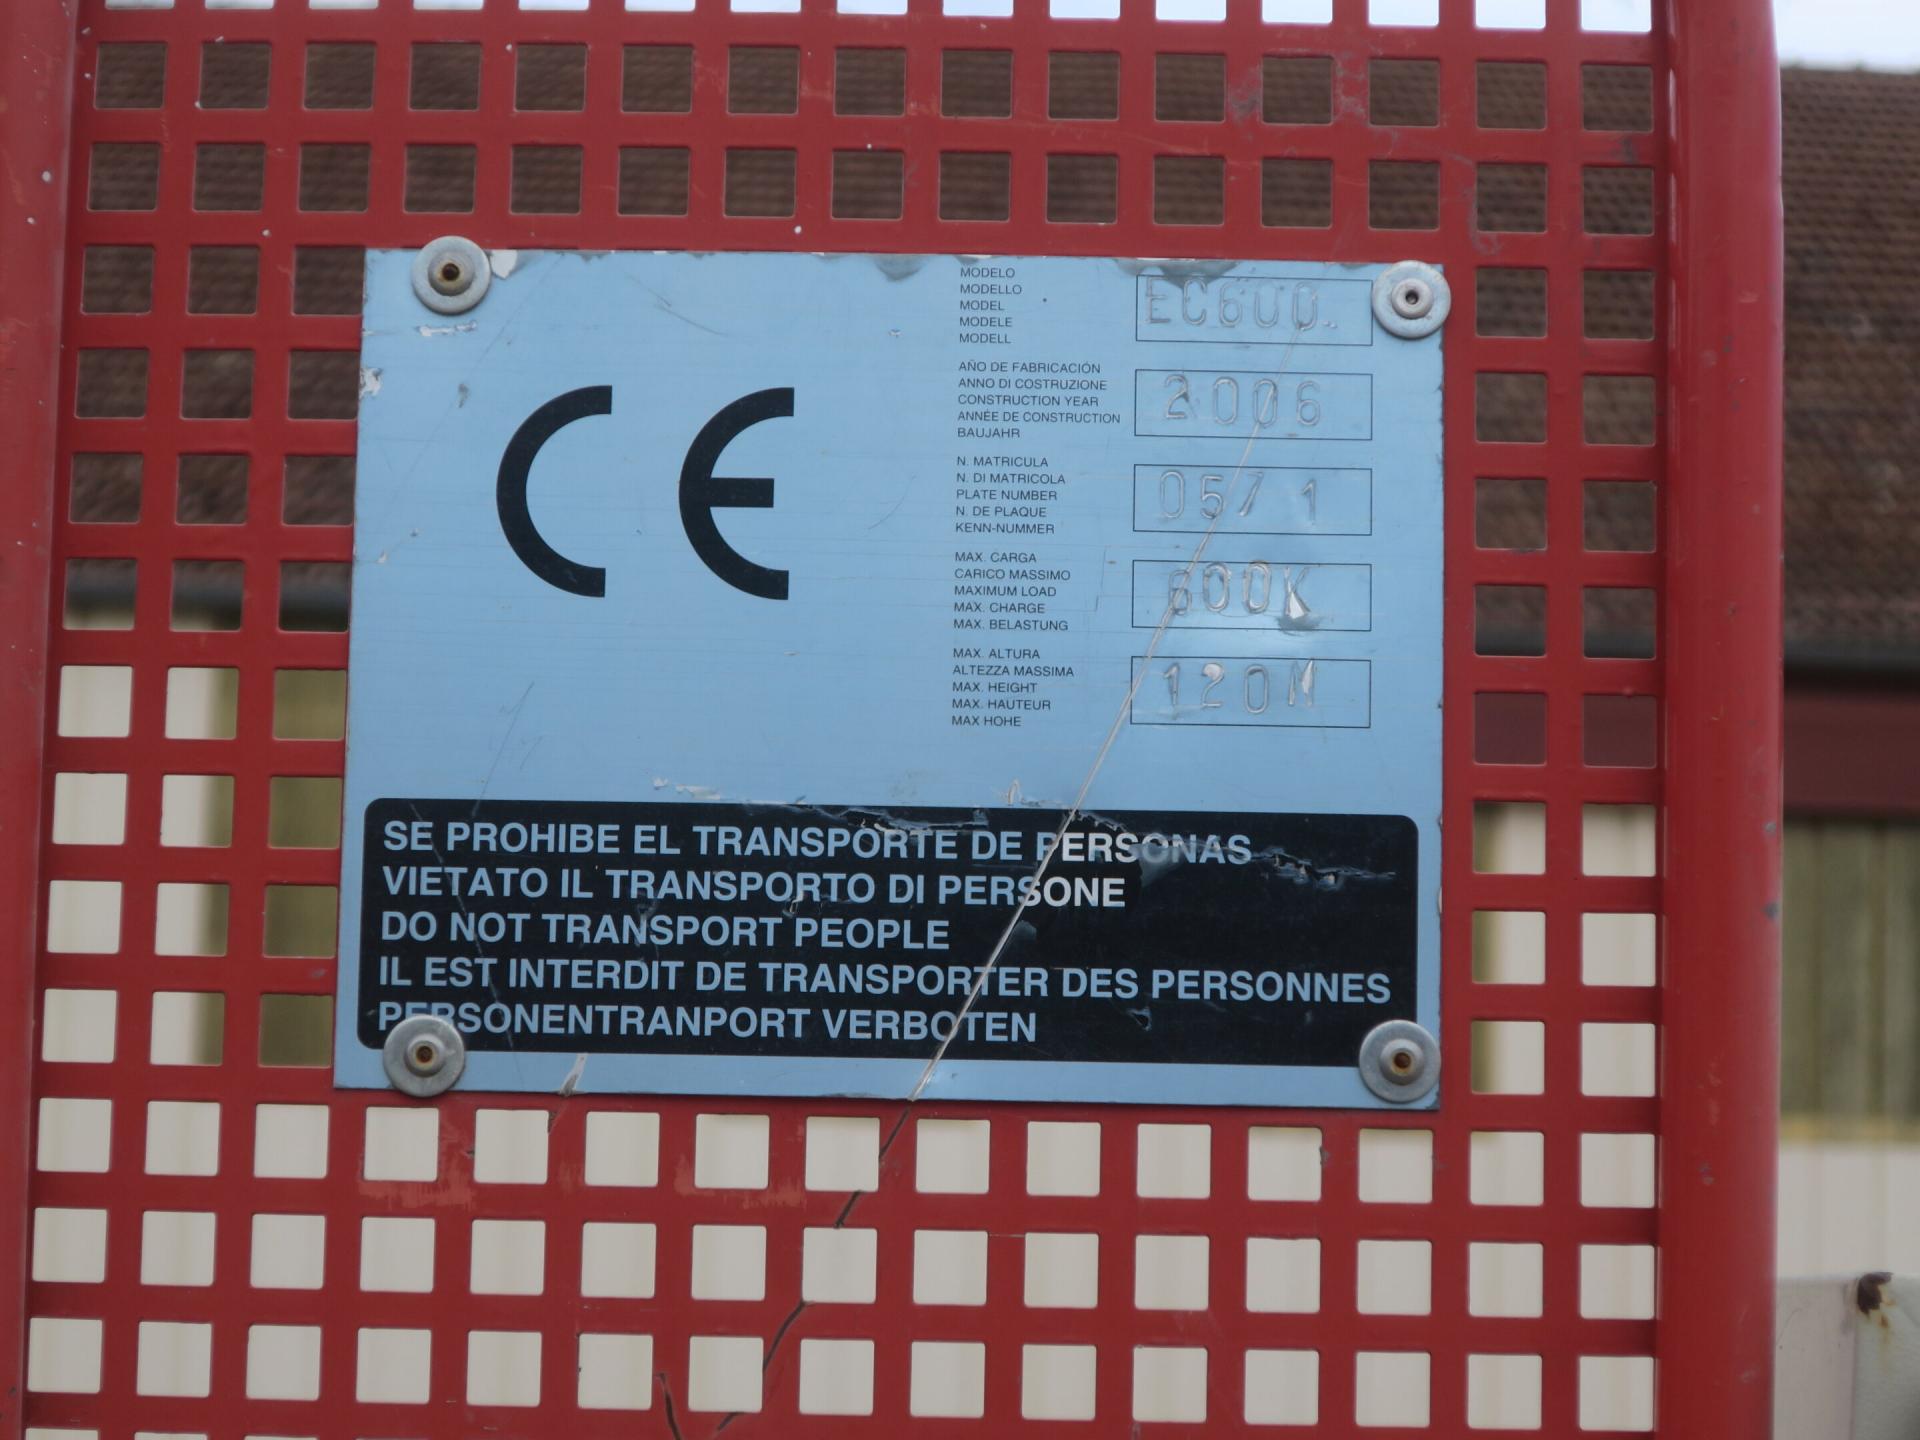 CE
MODELO
MODELLO
MODEL
MODELE
MODELL
EC600.
AÑO DE FABRICACIÓN
ANNO DI COSTRUZIONE
CONSTRUCTION YEAR
ANNÉE DE CONSTRUCTION
BAUJAHR
2006
N. MATRICULA
N. DI MATRICOLA
PLATE NUMBER
N. DE PLAQUE
KENN-NUMMER
0571
MAX. CARGA
CARICO MASSIMO
MAXIMUM LOAD
MAX. CHARGE
MAX. BELASTUNG
600K
MAX. ALTURA
ALTEZZA MASSIMA
MAX. HEIGHT
MAX. HAUTEUR
MAX HOHE
120M
SE PROHIBE EL TRANSPORTE DE PERSONAS
VIETATO IL TRANSPORTO DI PERSONE
DO NOT TRANSPORT PEOPLE
IL EST INTERDIT DE TRANSPORTER DES PERSONNES
PERSONENTRANPORT VERBOTEN